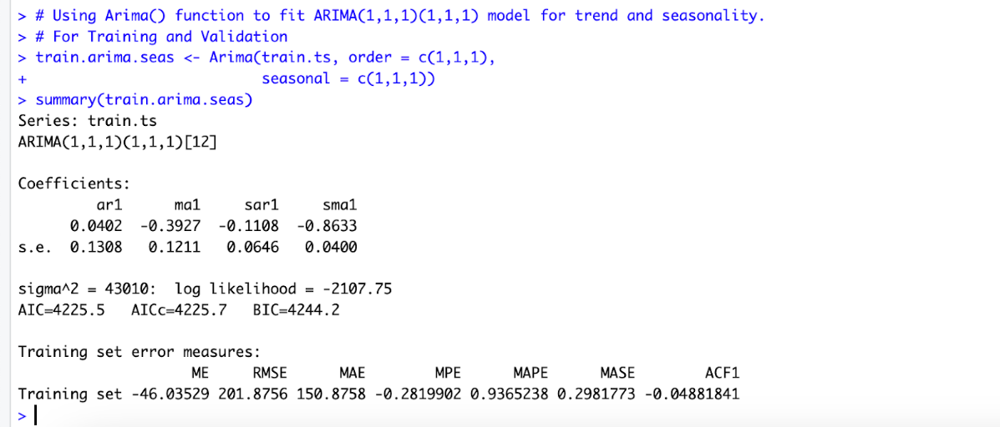 > # Using Arima() function to fit ARIMA(1,1,1)(1,1,1) model for trend and seasonality.
> # For Training and Validation
> train.arima.seas <- Arima(train.ts, order = c(1,1,1),
+                           seasonal = c(1,1,1))
> summary(train.arima.seas)
Series: train.ts
ARIMA(1,1,1)(1,1,1)[12]

Coefficients:
         ar1      ma1     sar1     sma1
      0.0402  -0.3927  -0.1108  -0.8633
s.e.  0.1308   0.1211   0.0646   0.0400

sigma^2 = 43010:  log likelihood = -2107.75
AIC=4225.5   AICc=4225.7   BIC=4244.2

Training set error measures:
                    ME     RMSE      MAE        MPE      MAPE      MASE        ACF1
Training set -46.03529 201.8756 150.8758 -0.2819902 0.9365238 0.2981773 -0.04881841
>